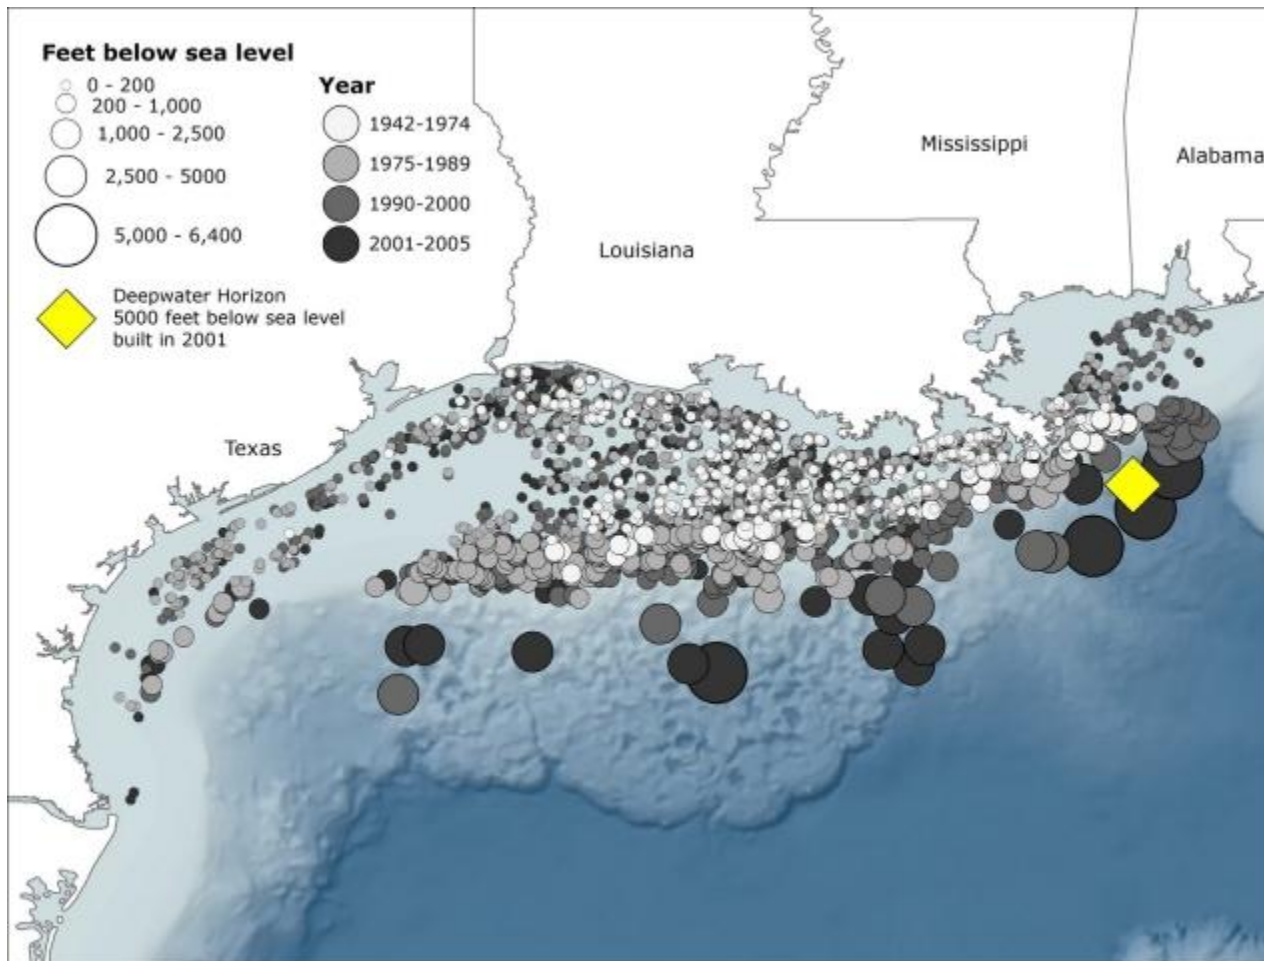 Feet below sea level
0 - 200
200 - 1,000
1,000 - 2,500
2,500 - 5000
5,000 - 6,400
Year
1942-1974
1975-1989
1990-2000
2001-2005
Deepwater Horizon
5000 feet below sea level
built in 2001
Mississippi
Alabama
Louisiana
Texas